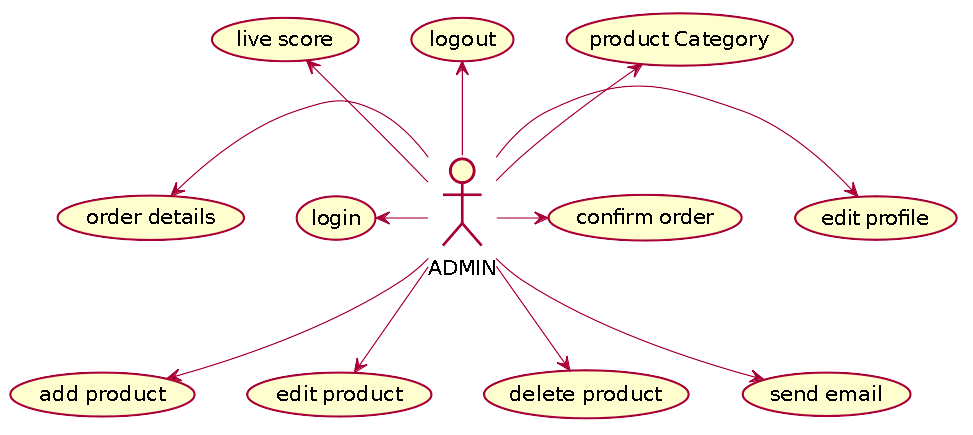 live score
logout
product Category
order details
login
confirm order
edit profile
ADMIN
add product
edit product
delete product
send email